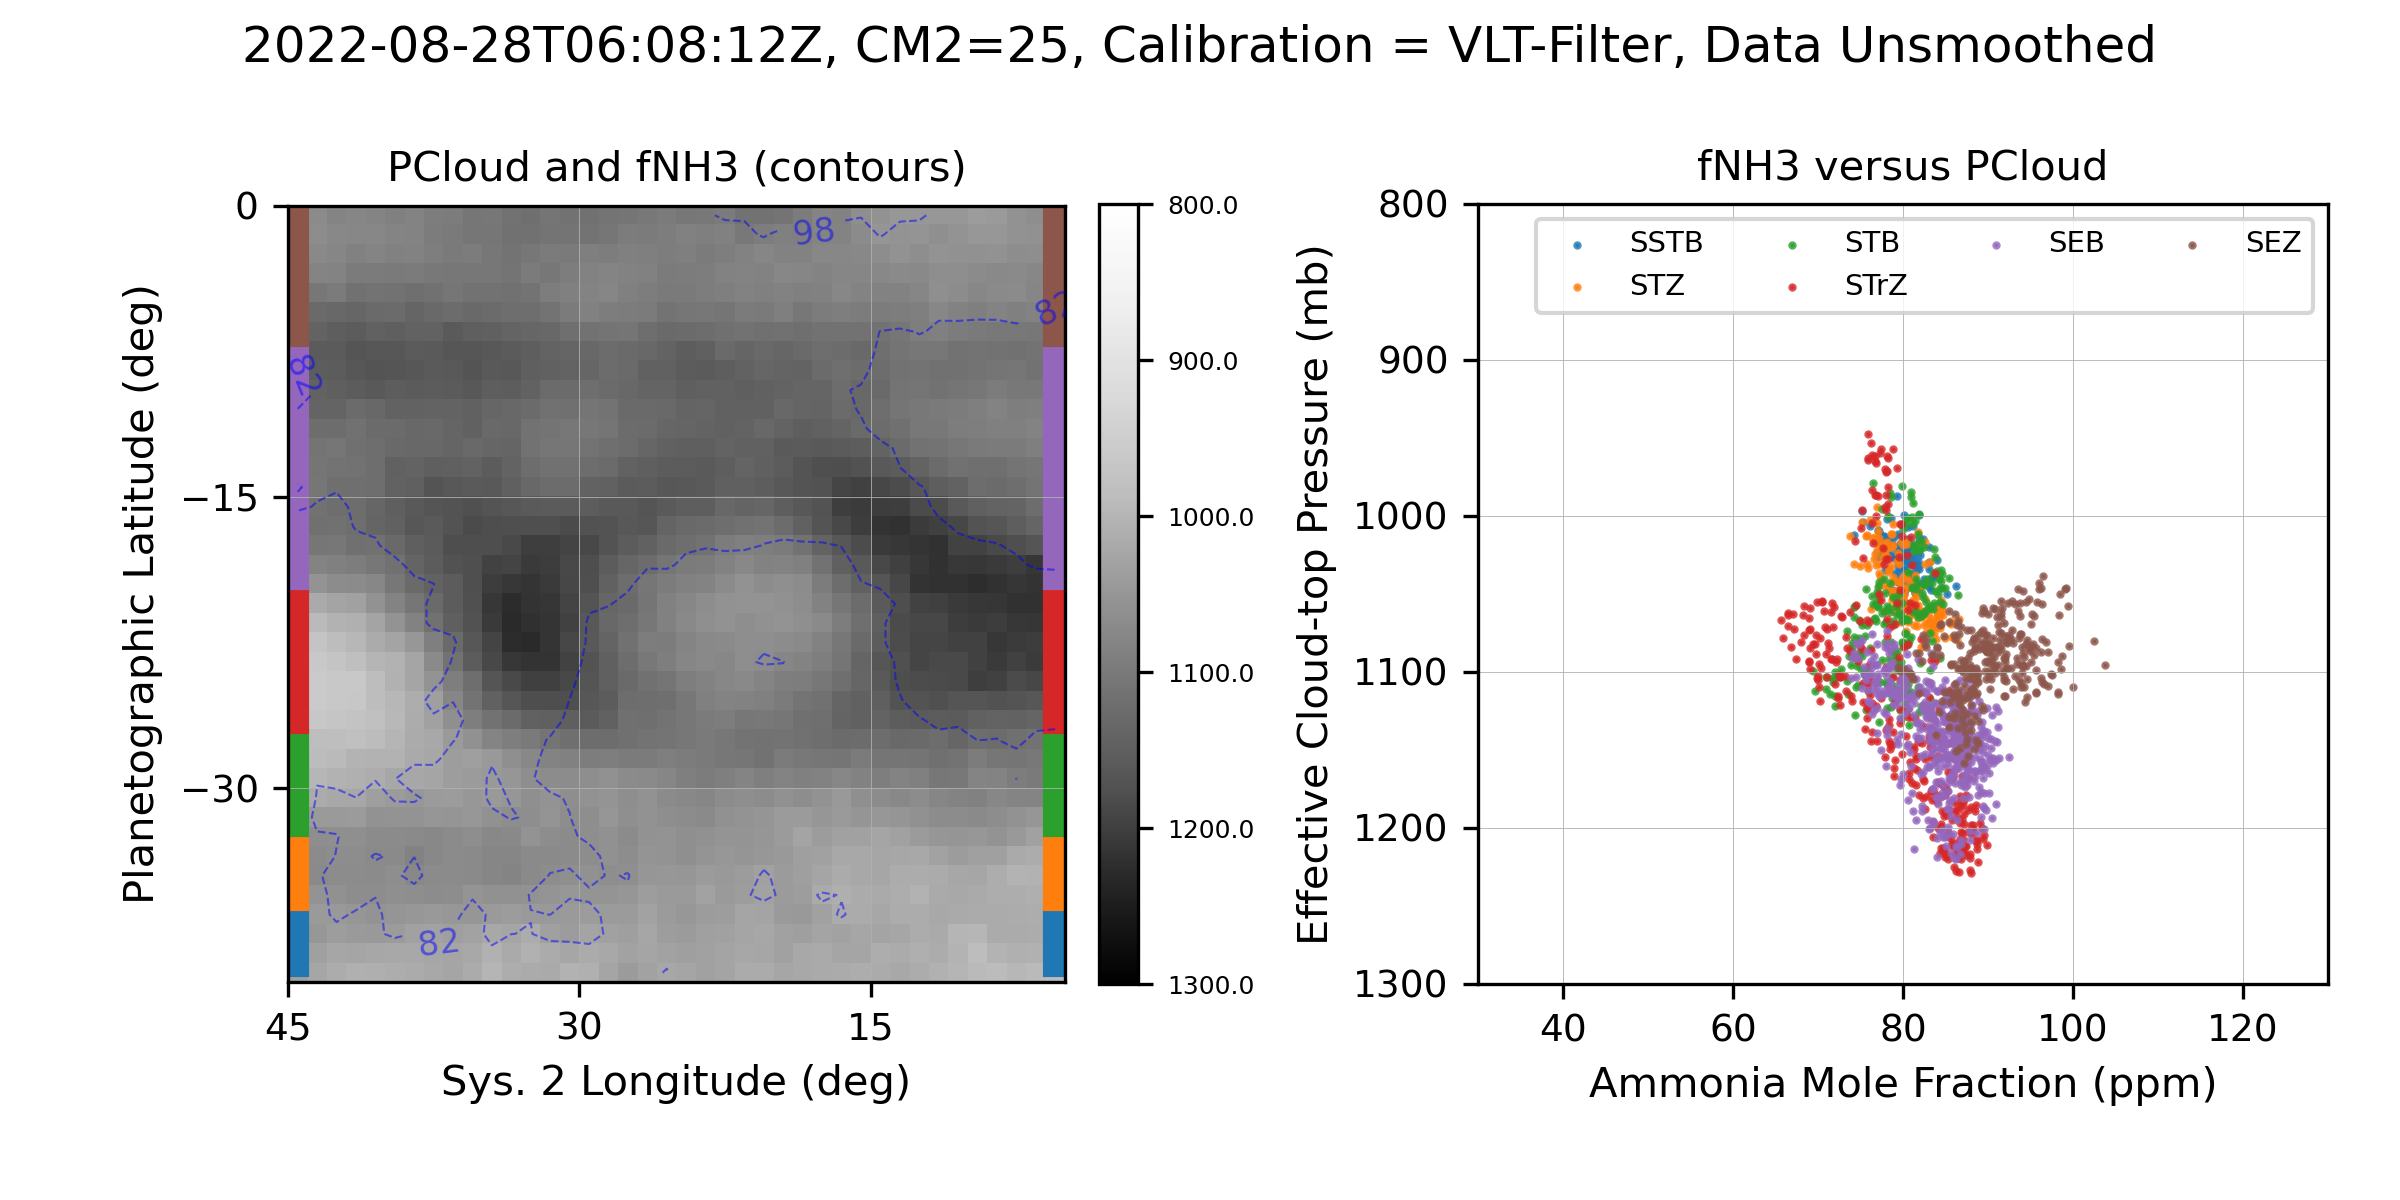 2022-08-28T06:08:12Z, CM2=25, Calibration = VLT-Filter, Data Unsmoothed
PCloud and fNH3 (contours)
Planetographic Latitude (deg)
0
−15
−30
98
82
82
45
30
15
Sys. 2 Longitude (deg)
800.0
900.0
1000.0
1100.0
1200.0
1300.0
fNH3 versus PCloud
Effective Cloud-top Pressure (mb)
800
900
1000
1100
1200
1300
SSTB STB SEB SEZ
STZ STrZ
40
60
80
100
120
Ammonia Mole Fraction (ppm)